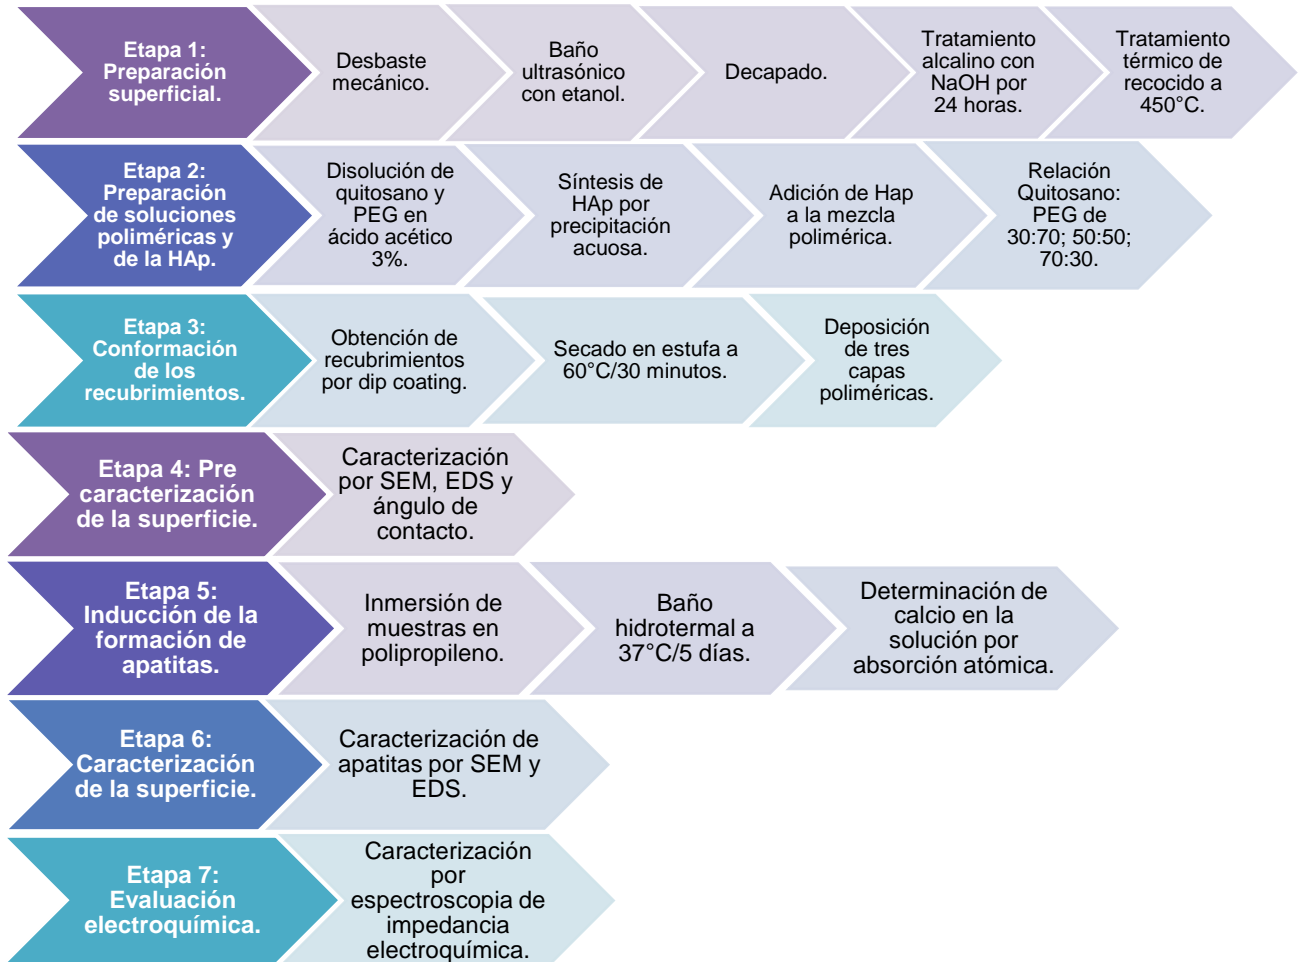 Etapa 1:
Preparación
superficial.
Desbaste
mecánico.
Baño
ultrasónico
con etanol.
Decapado.
Tratamiento
alcalino con
NaOH por
24 horas.
Tratamiento
térmico de
recocido a
450°C.
Etapa 2:
Preparación
de soluciones
poliméricas y
de la HAp.
Disolución de
quitosano y
PEG en
ácido acético
3%.
Síntesis de
HAp por
precipitación
acuosa.
Adición de Hap
a la mezcla
polimérica.
Relación
Quitosano:
PEG de
30:70; 50:50;
70:30.
Etapa 3:
Conformación
de los
recubrimientos.
Obtención de
recubrimientos
por dip coating.
Secado en estufa a
60°C/30 minutos.
Deposición
de tres
capas
poliméricas.
Etapa 4: Pre
caracterización
de la superficie.
Caracterización
por SEM, EDS y
ángulo de
contacto.
Etapa 5:
Inducción de la
formación de
apatitas.
Inmersión de
muestras en
polipropileno.
Baño
hidrotermal a
37°C/5 días.
Determinación de
calcio en la
solución por
absorción atómica.
Etapa 6:
Caracterización
de la superficie.
Caracterización de
apatitas por SEM y
EDS.
Etapa 7:
Evaluación
electroquímica.
Caracterización
por
espectroscopia de
impedancia
electroquímica.